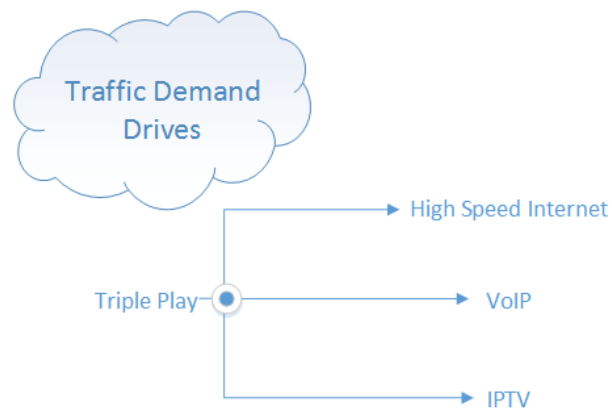 Traffic Demand
Drives
High Speed Internet
Triple Play
VoIP
IPTV